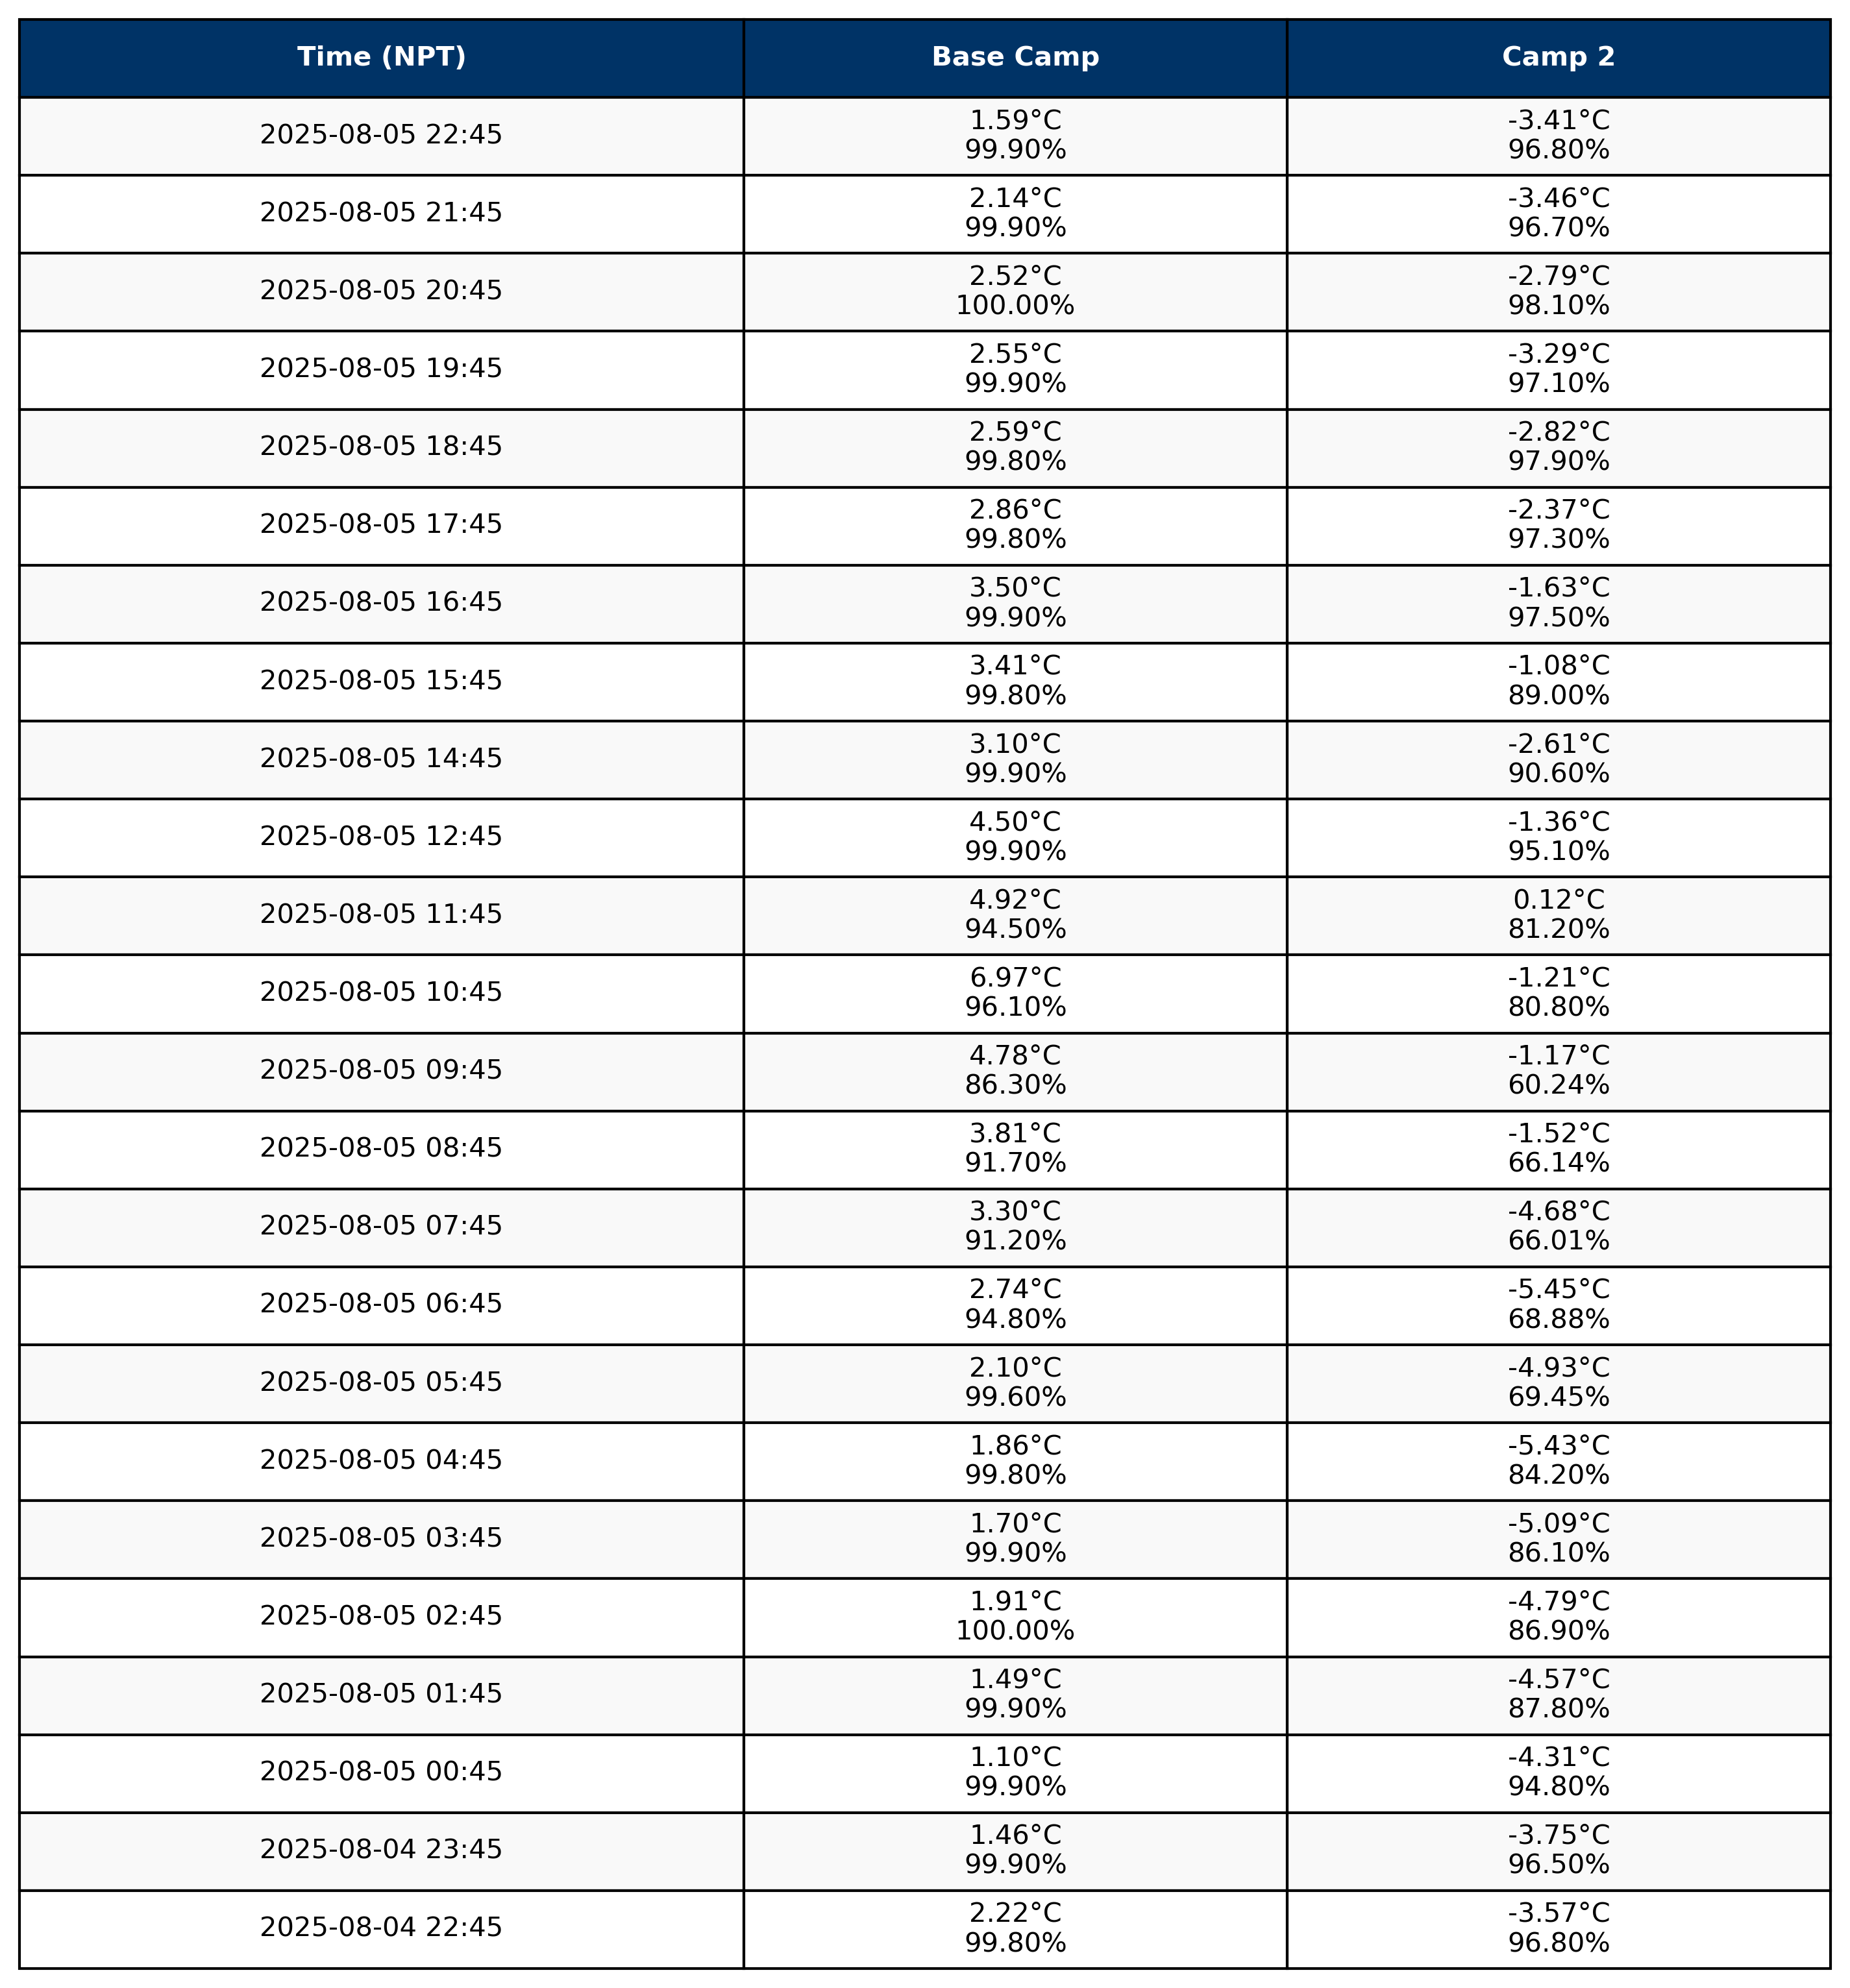 Time (NPT) Base Camp Camp 2
2025-08-05 22:45 1.59°C 99.90% -3.41°C 96.80%
2025-08-05 21:45 2.14°C 99.90% -3.46°C 96.70%
2025-08-05 20:45 2.52°C 100.00% -2.79°C 98.10%
2025-08-05 19:45 2.55°C 99.90% -3.29°C 97.10%
2025-08-05 18:45 2.59°C 99.80% -2.82°C 97.90%
2025-08-05 17:45 2.86°C 99.80% -2.37°C 97.30%
2025-08-05 16:45 3.50°C 99.90% -1.63°C 97.50%
2025-08-05 15:45 3.41°C 99.80% -1.08°C 89.00%
2025-08-05 14:45 3.10°C 99.90% -2.61°C 90.60%
2025-08-05 12:45 4.50°C 99.90% -1.36°C 95.10%
2025-08-05 11:45 4.92°C 94.50% 0.12°C 81.20%
2025-08-05 10:45 6.97°C 96.10% -1.21°C 80.80%
2025-08-05 09:45 4.78°C 86.30% -1.17°C 60.24%
2025-08-05 08:45 3.81°C 91.70% -1.52°C 66.14%
2025-08-05 07:45 3.30°C 91.20% -4.68°C 66.01%
2025-08-05 06:45 2.74°C 94.80% -5.45°C 68.88%
2025-08-05 05:45 2.10°C 99.60% -4.93°C 69.45%
2025-08-05 04:45 1.86°C 99.80% -5.43°C 84.20%
2025-08-05 03:45 1.70°C 99.90% -5.09°C 86.10%
2025-08-05 02:45 1.91°C 100.00% -4.79°C 86.90%
2025-08-05 01:45 1.49°C 99.90% -4.57°C 87.80%
2025-08-05 00:45 1.10°C 99.90% -4.31°C 94.80%
2025-08-04 23:45 1.46°C 99.90% -3.75°C 96.50%
2025-08-04 22:45 2.22°C 99.80% -3.57°C 96.80%